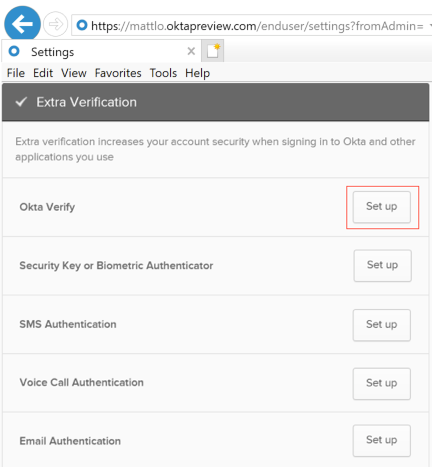 https://mattlo.oktapreview.com/enduser/settings?fromAdmin=
Settings
File Edit View Favorites Tools Help
Extra Verification
Extra verification increases your account security when signing in to Okta and other
applications you use
Okta Verify Set up
Security Key or Biometric Authenticator Set up
SMS Authentication Set up
Voice Call Authentication Set up
Email Authentication Set up